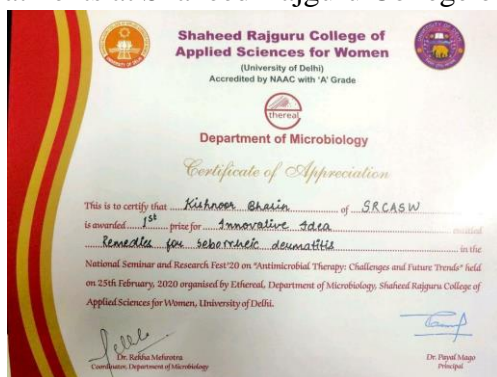 Shaheed Rajguru College of
Applied Sciences for Women
(University of Delhi)
Accredited by NAAC with 'A' Grade
thereal
Department of Microbiology
Certificate of Appreciation
This is to certify that Kishnoor Bhasin of SRCASW
is awarded 1st prize for Innovative Idea entitled
Remedies for seborrheic dermatitis in the
National Seminar and Research Fest'20 on "Antimicrobial Therapy: Challenges and Future Trends" held
on 25th February, 2020 organised by Ethereal, Department of Microbiology, Shaheed Rajguru College of
Applied Sciences for Women, University of Delhi.
Dr. Rekha Mehrotra
Coordinator, Department of Microbiology
Dr. Payal Mago
Principal